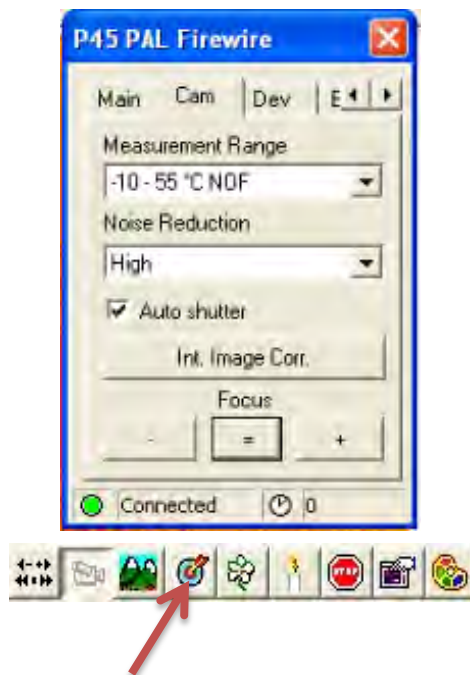 P45 PAL Firewire
Main Cam Dev E
Measurement Range
-10 - 55 °C NOF
Noise Reduction
High
Auto shutter
Int. Image Corr.
Focus
- = +
Connected 0
STOP